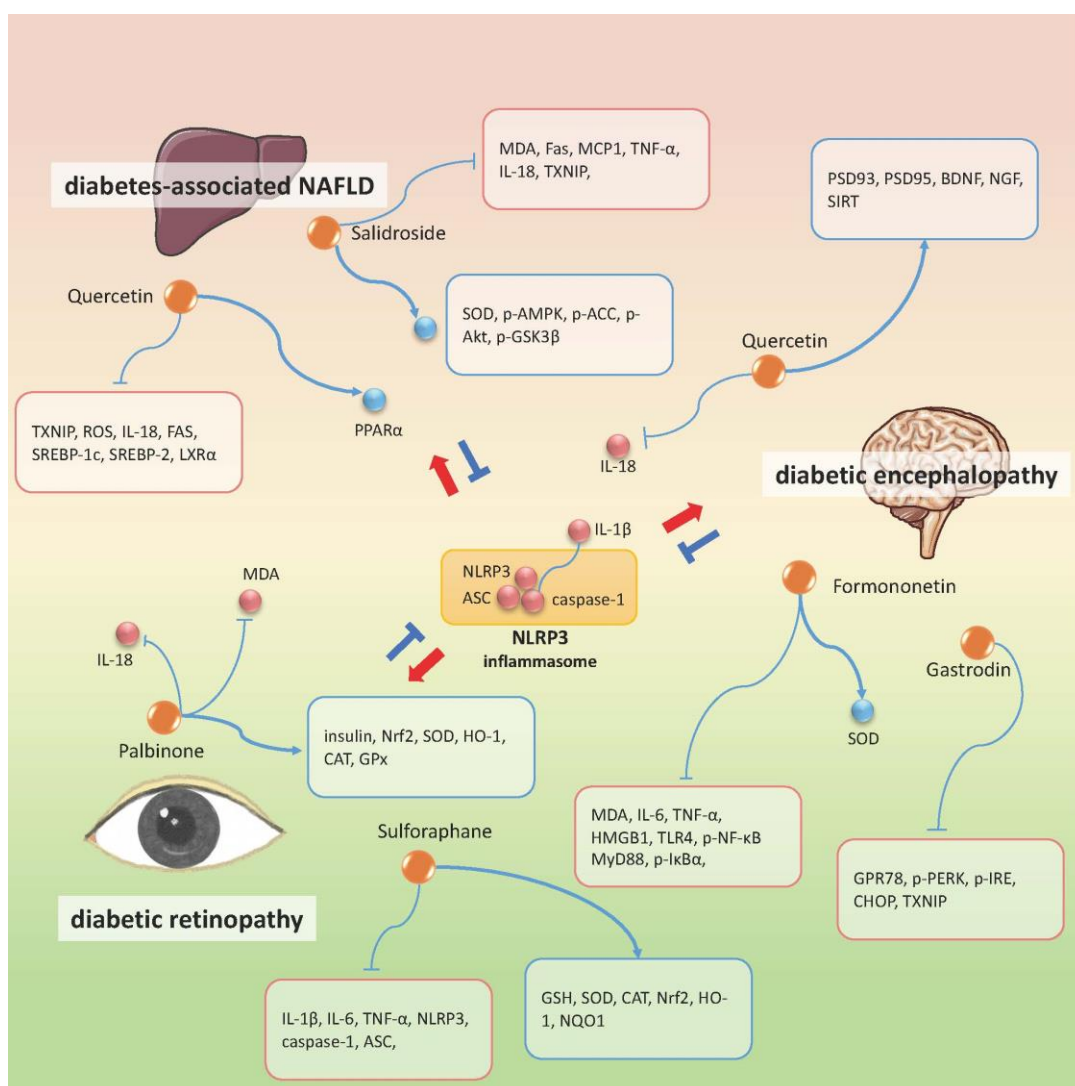 MDA, Fas, MCP1, TNF-α,
IL-18, TXNIP,
PSD93, PSD95, BDNF, NGF,
SIRT
diabetes-associated NAFLD
Salidroside
Quercetin
SOD, p-AMPK, p-ACC, p-
Akt, p-GSK3β
Quercetin
TXNIP, ROS, IL-18, FAS,
SREBP-1c, SREBP-2, LXRα
PPARα
IL-18
diabetic encephalopathy
IL-1β
NLRP3
ASC
caspase-1
NLRP3
inflammasome
MDA
IL-18
Palbinone
insulin, Nrf2, SOD, HO-1,
CAT, GPx
Formononetin
Gastrodin
SOD
MDA, IL-6, TNF-α,
HMGB1, TLR4, p-NF-κB
MyD88, p-IκBα,
GPR78, p-PERK, p-IRE,
CHOP, TXNIP
Sulforaphane
diabetic retinopathy
IL-1β, IL-6, TNF-α, NLRP3,
caspase-1, ASC,
GSH, SOD, CAT, Nrf2, HO-
1, NQO1